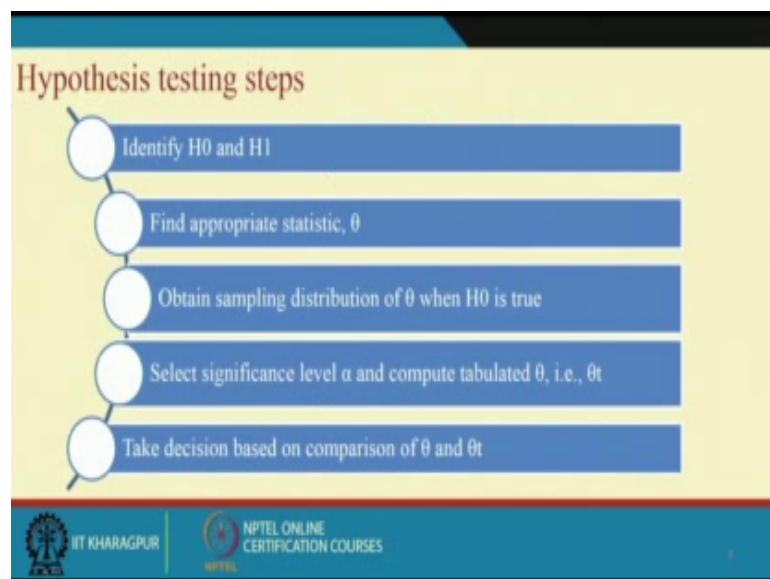 Hypothesis testing steps
Identify H0 and H1
Find appropriate statistic, θ
Obtain sampling distribution of θ when H0 is true
Select significance level α and compute tabulated θ, i.e., θt
Take decision based on comparison of θ and θt
IIT KHARAGPUR
NPTEL ONLINE
CERTIFICATION COURSES
NPTEL